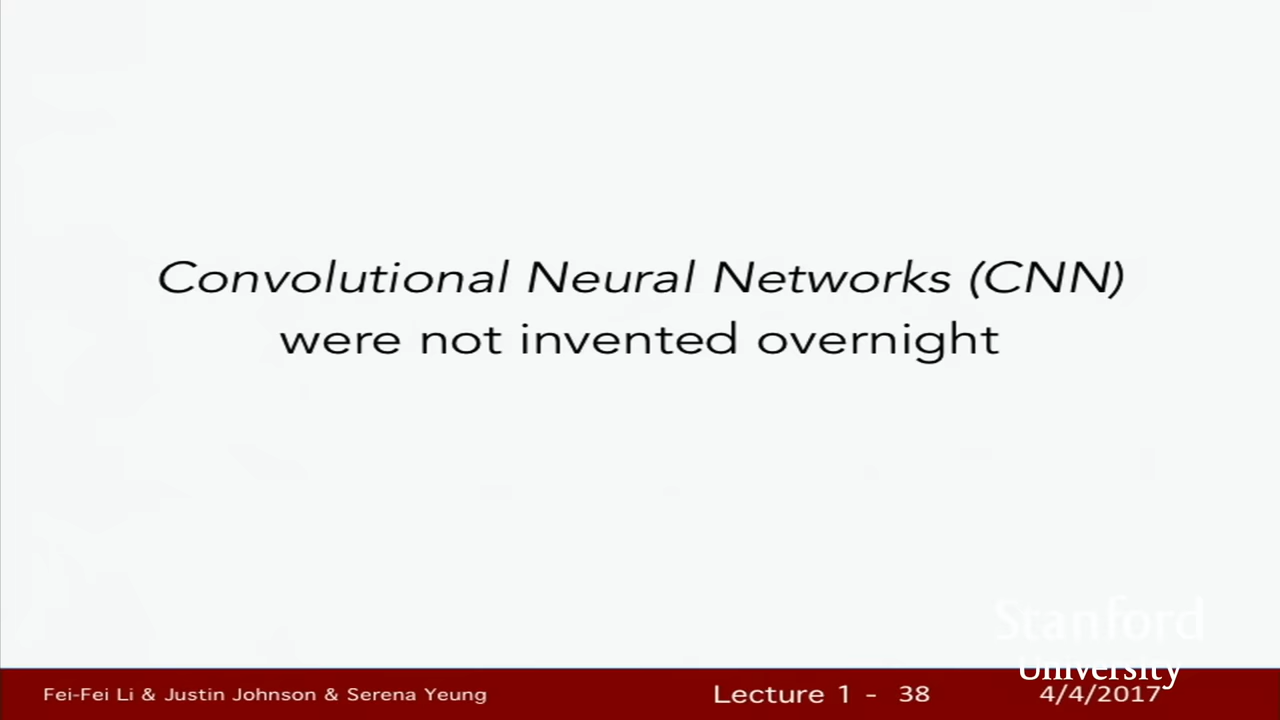 Convolutional Neural Networks (CNN)
were not invented overnight
Stanford
University
Fei-Fei Li & Justin Johnson & Serena Yeung
Lecture 1 - 38
4/4/2017